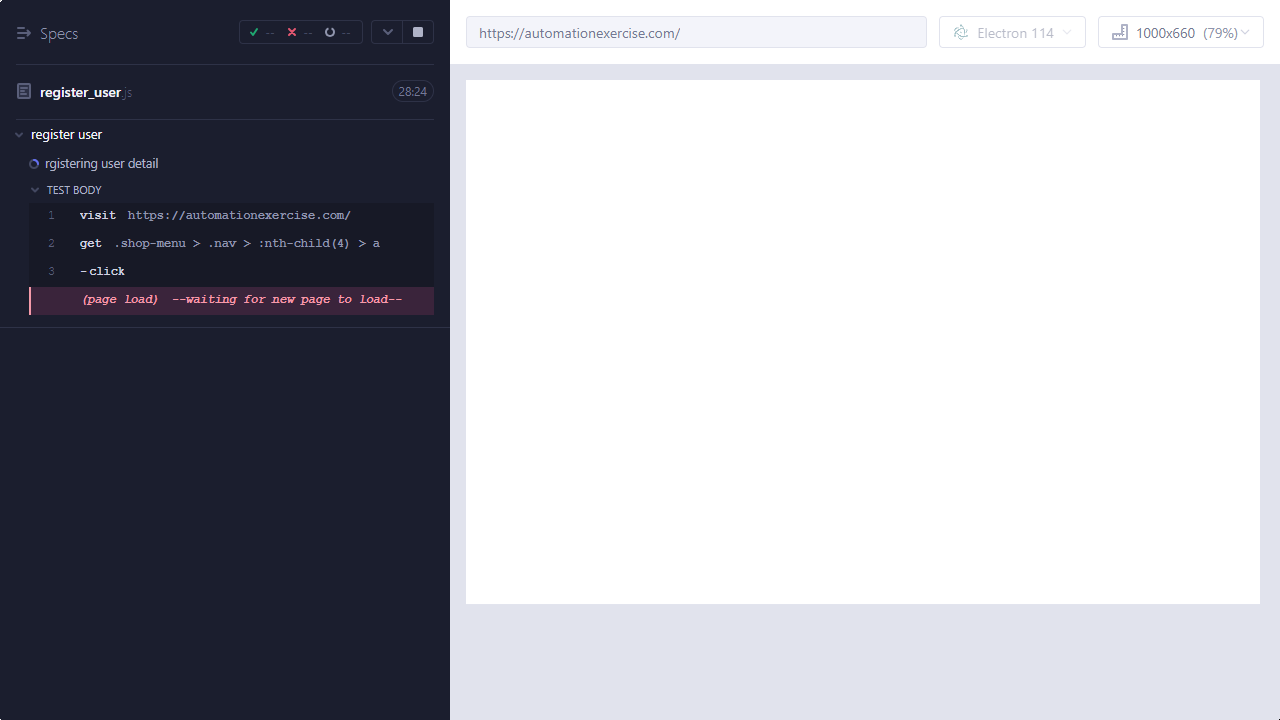 Specs -- -- --
register_user.js 28:24
register user
rgistering user detail
TEST BODY
1 visit https://automationexercise.com/
2 get .shop-menu > .nav > :nth-child(4) > a
3 -click
(page load) --waiting for new page to load--
https://automationexercise.com/ Electron 114 1000x660 (79%)